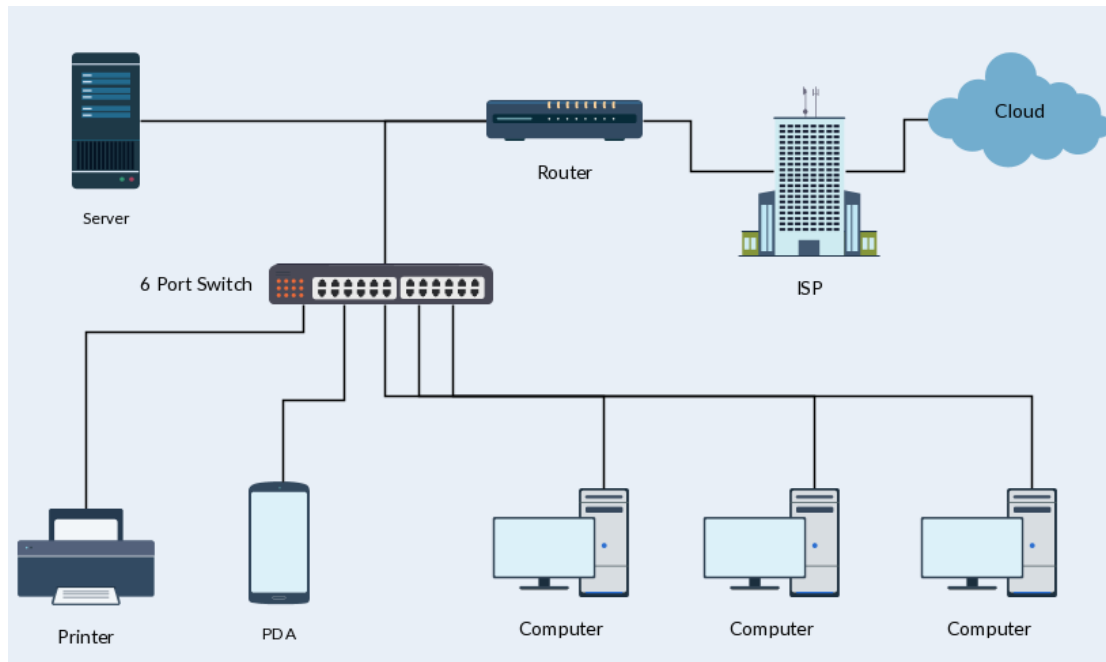 Cloud
Router
Server
6 Port Switch
ISP
Printer
PDA
Computer
Computer
Computer